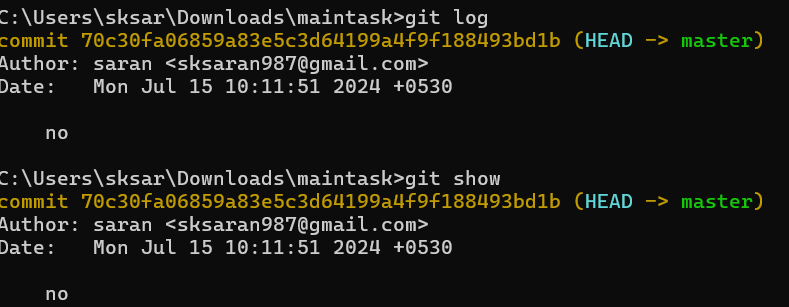 C:\Users\sksar\Downloads\maintask>git log
commit 70c30fa06859a83e5c3d64199a4f9f188493bd1b (HEAD -> master)
Author: saran <sksaran987@gmail.com>
Date:   Mon Jul 15 10:11:51 2024 +0530
no
C:\Users\sksar\Downloads\maintask>git show
commit 70c30fa06859a83e5c3d64199a4f9f188493bd1b (HEAD -> master)
Author: saran <sksaran987@gmail.com>
Date:   Mon Jul 15 10:11:51 2024 +0530
no